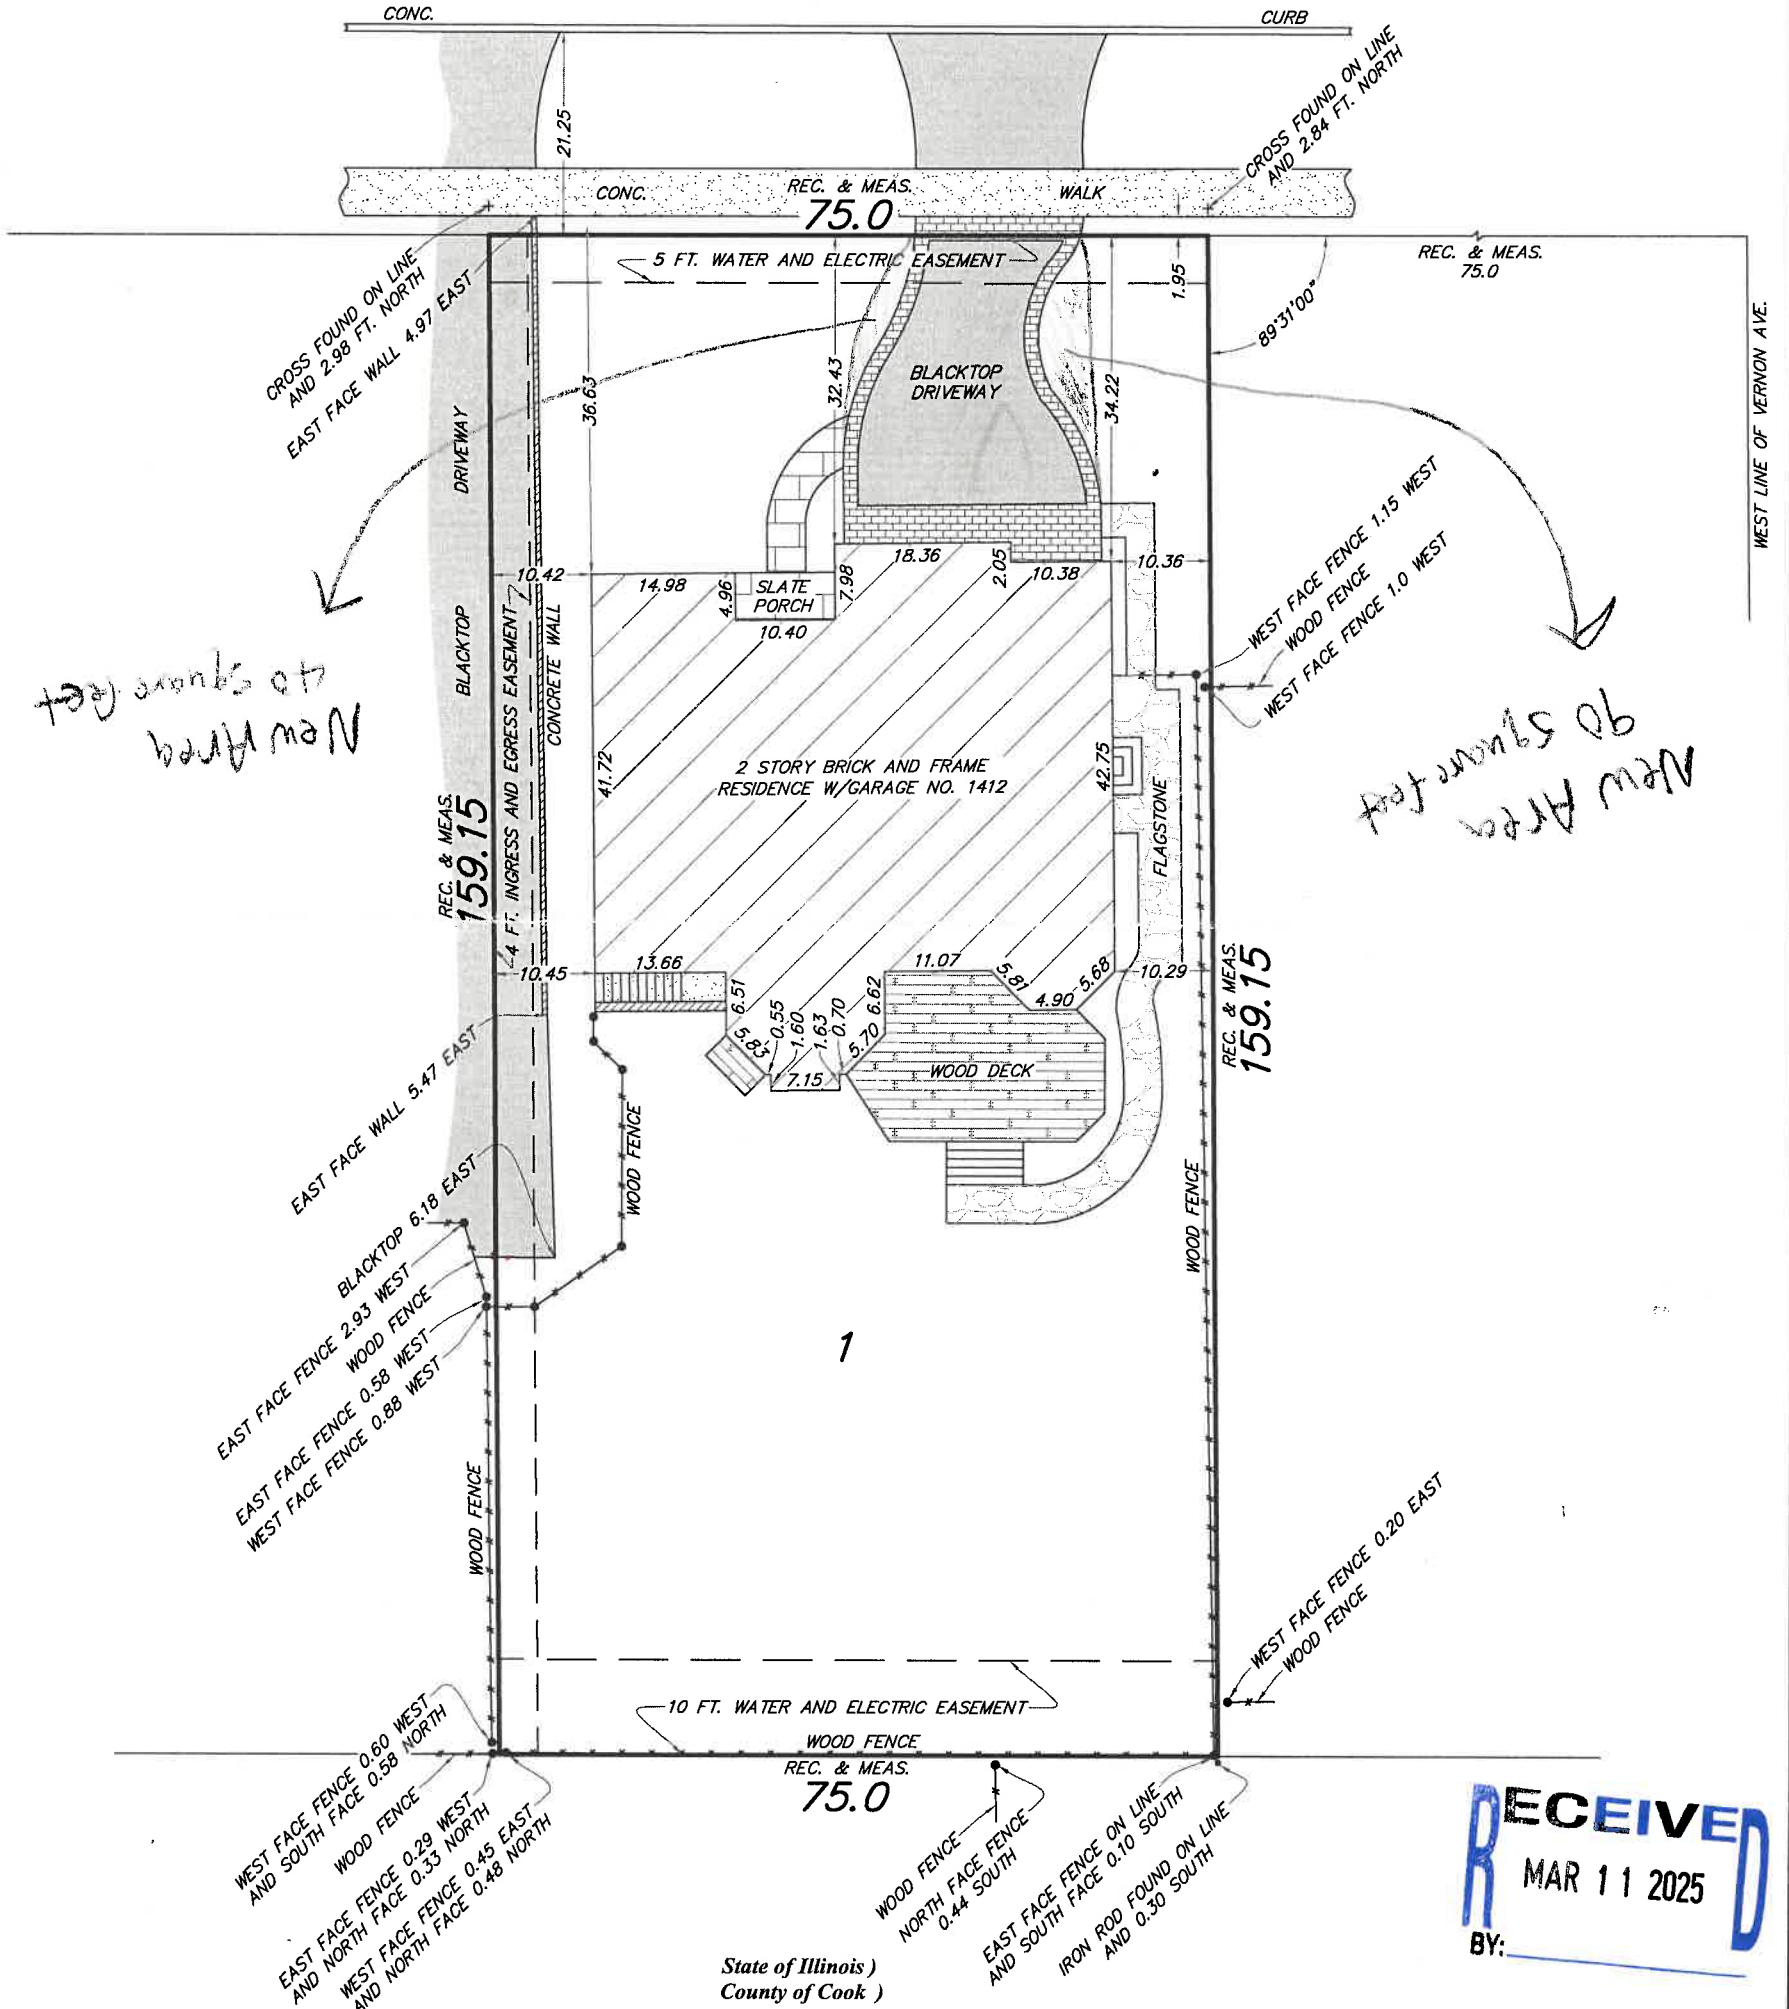 CONC.
CURB
CROSS FOUND ON LINE
AND 2.84 FT. NORTH
21.25
CONC.
REC. & MEAS.
75.0
WALK
5 FT. WATER AND ELECTRIC EASEMENT
REC. & MEAS.
75.0
1.95
89°31'00"
CROSS FOUND ON LINE
AND 2.98 FT. NORTH
EAST FACE WALL 4.97 EAST
WEST LINE OF VERNON AVE.
36.63
32.43
34.22
BLACKTOP
DRIVEWAY
BLACKTOP DRIVEWAY
WEST FACE FENCE 1.15 WEST
WOOD FENCE
WEST FACE FENCE 1.0 WEST
10.42
14.98
4.96
SLATE
PORCH
10.40
7.98
18.36
2.05
10.38
10.36
New Area
40 square feet
New Area
90 square feet
4 FT. INGRESS AND EGRESS EASEMENT
CONCRETE WALL
41.72
2 STORY BRICK AND FRAME
RESIDENCE W/GARAGE NO. 1412
42.75
FLAGSTONE
REC. & MEAS.
159.15
REC. & MEAS.
159.15
10.45
13.66
6.51
5.83
0.55
1.60
7.15
1.63
0.70
5.70
6.62
11.07
5.81
4.90
5.68
10.29
WOOD DECK
WOOD FENCE
WOOD FENCE
EAST FACE WALL 5.47 EAST
BLACKTOP 6.18 EAST
EAST FACE FENCE 2.93 WEST
WOOD FENCE
EAST FACE FENCE 0.58 WEST
WEST FACE FENCE 0.88 WEST
1
WOOD FENCE
WEST FACE FENCE 0.20 EAST
WOOD FENCE
10 FT. WATER AND ELECTRIC EASEMENT
WOOD FENCE
REC. & MEAS.
75.0
WEST FACE FENCE 0.60 WEST
AND SOUTH FACE 0.58 NORTH
WOOD FENCE
EAST FACE FENCE 0.29 WEST
AND NORTH FACE 0.33 NORTH
WEST FACE FENCE 0.45 EAST
AND NORTH FACE 0.48 NORTH
WOOD FENCE
NORTH FACE FENCE
0.44 SOUTH
EAST FACE FENCE ON LINE
AND SOUTH FACE 0.10 SOUTH
IRON ROD FOUND ON LINE
AND 0.30 SOUTH
RECEIVED
MAR 11 2025
BY:
State of Illinois )
County of Cook )